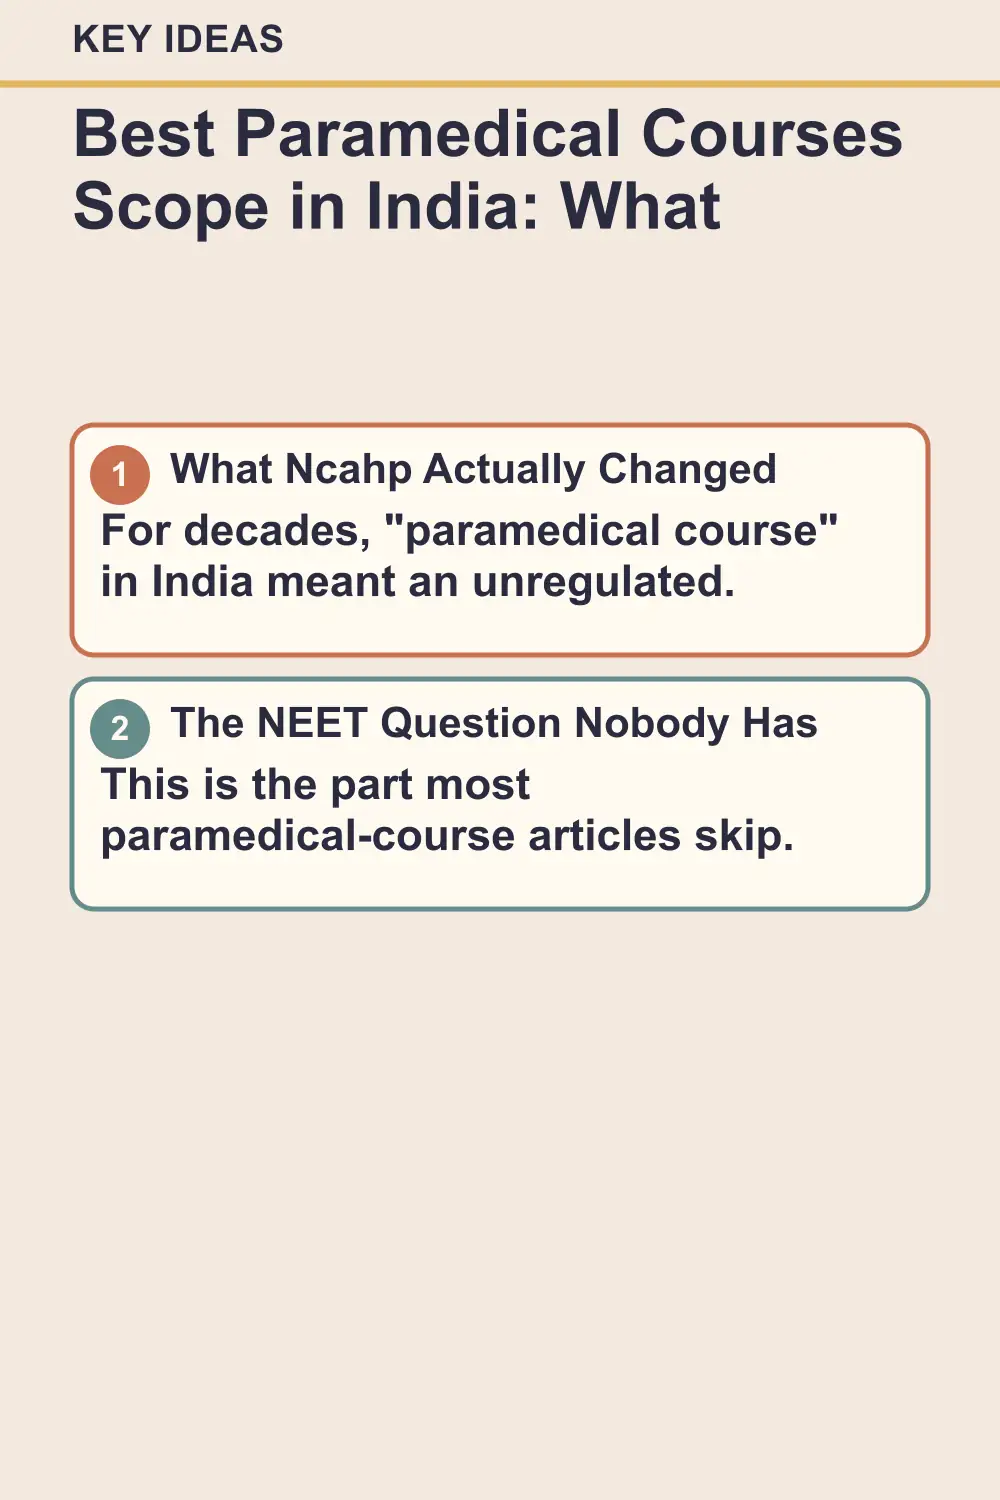 KEY IDEAS
Best Paramedical Courses
Scope in India: What
1 What Ncahp Actually Changed
For decades, "paramedical course"
in India meant an unregulated.
2 The NEET Question Nobody Has
This is the part most
paramedical-course articles skip.